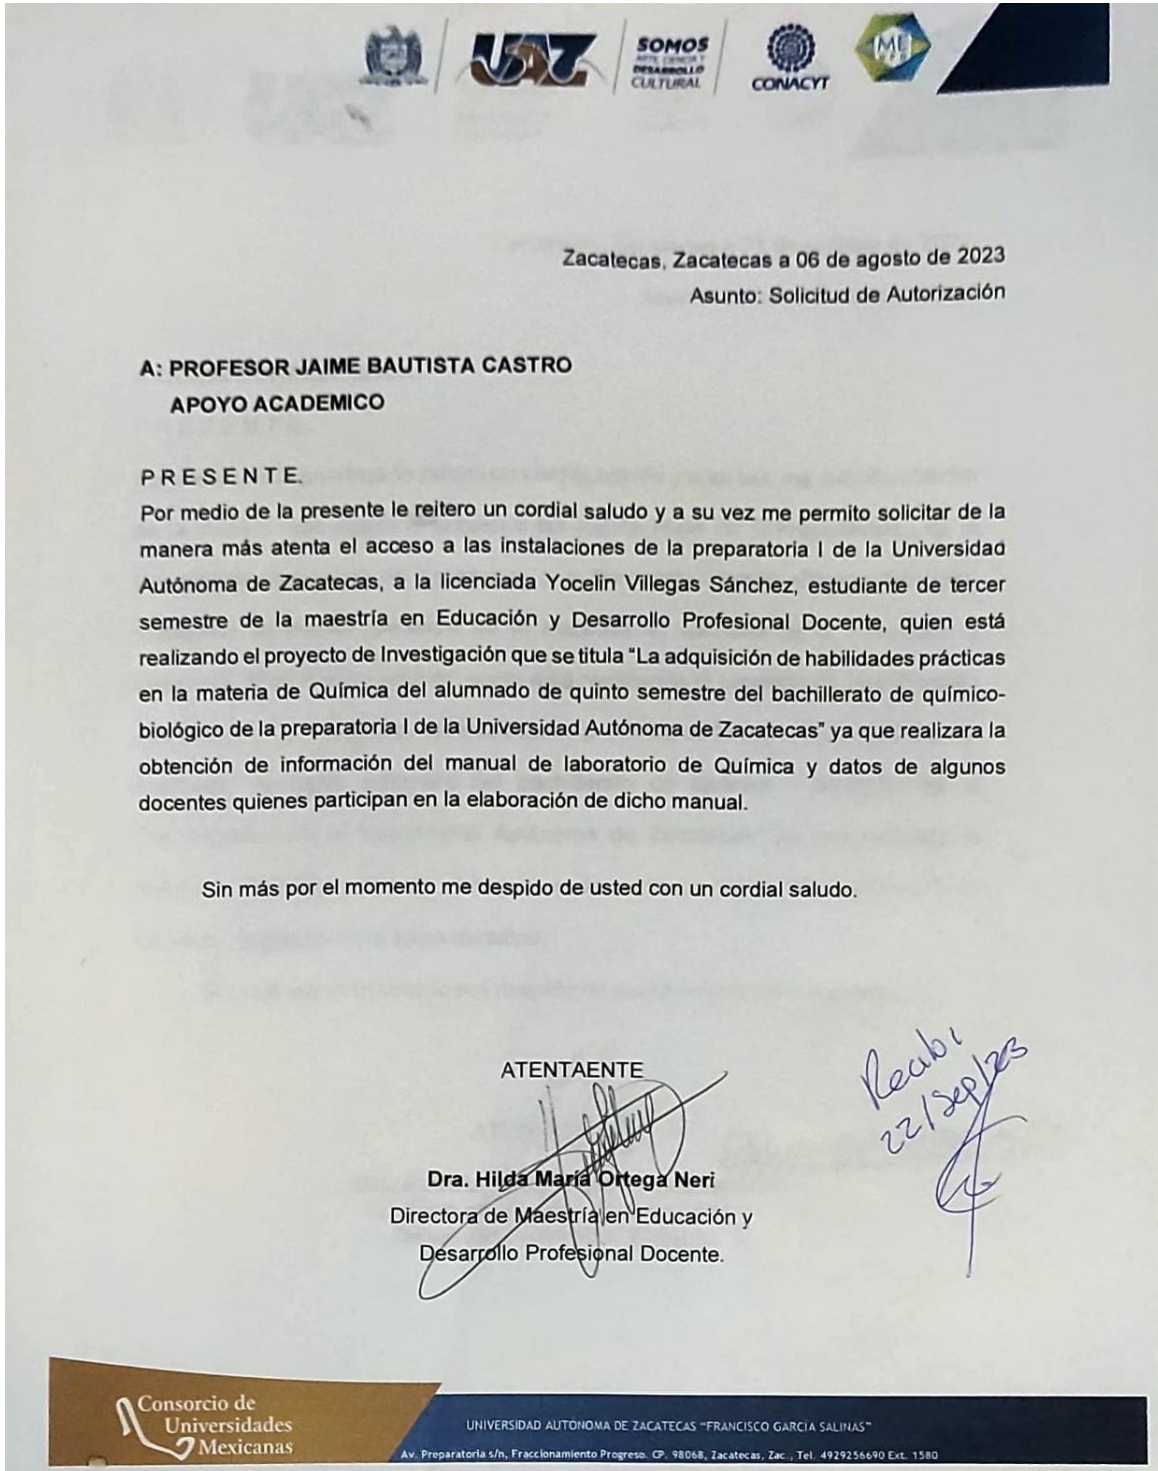 UAZ
SOMOS
ARTE, CIENCIA Y
DESARROLLO
CULTURAL
CONACYT
Zacatecas, Zacatecas a 06 de agosto de 2023
Asunto: Solicitud de Autorización
A: PROFESOR JAIME BAUTISTA CASTRO
APOYO ACADEMICO
P R E S E N T E.
Por medio de la presente le reitero un cordial saludo y a su vez me permito solicitar de la
manera más atenta el acceso a las instalaciones de la preparatoria I de la Universidad
Autónoma de Zacatecas, a la licenciada Yocelin Villegas Sánchez, estudiante de tercer
semestre de la maestría en Educación y Desarrollo Profesional Docente, quien está
realizando el proyecto de Investigación que se titula “La adquisición de habilidades prácticas
en la materia de Química del alumnado de quinto semestre del bachillerato de químico-
biológico de la preparatoria I de la Universidad Autónoma de Zacatecas” ya que realizara la
obtención de información del manual de laboratorio de Química y datos de algunos
docentes quienes participan en la elaboración de dicho manual.
Sin más por el momento me despido de usted con un cordial saludo.
ATENTAENTE
Dra. Hilda María Ortega Neri
Directora de Maestría en Educación y
Desarrollo Profesional Docente.
Recibi
22/Sep/23
Consorcio de
Universidades
Mexicanas
UNIVERSIDAD AUTÓNOMA DE ZACATECAS “FRANCISCO GARCÍA SALINAS”
Av. Preparatoria s/n, Fraccionamiento Progreso. CP. 98068, Zacatecas, Zac., Tel. 4929256690 Ext. 1580